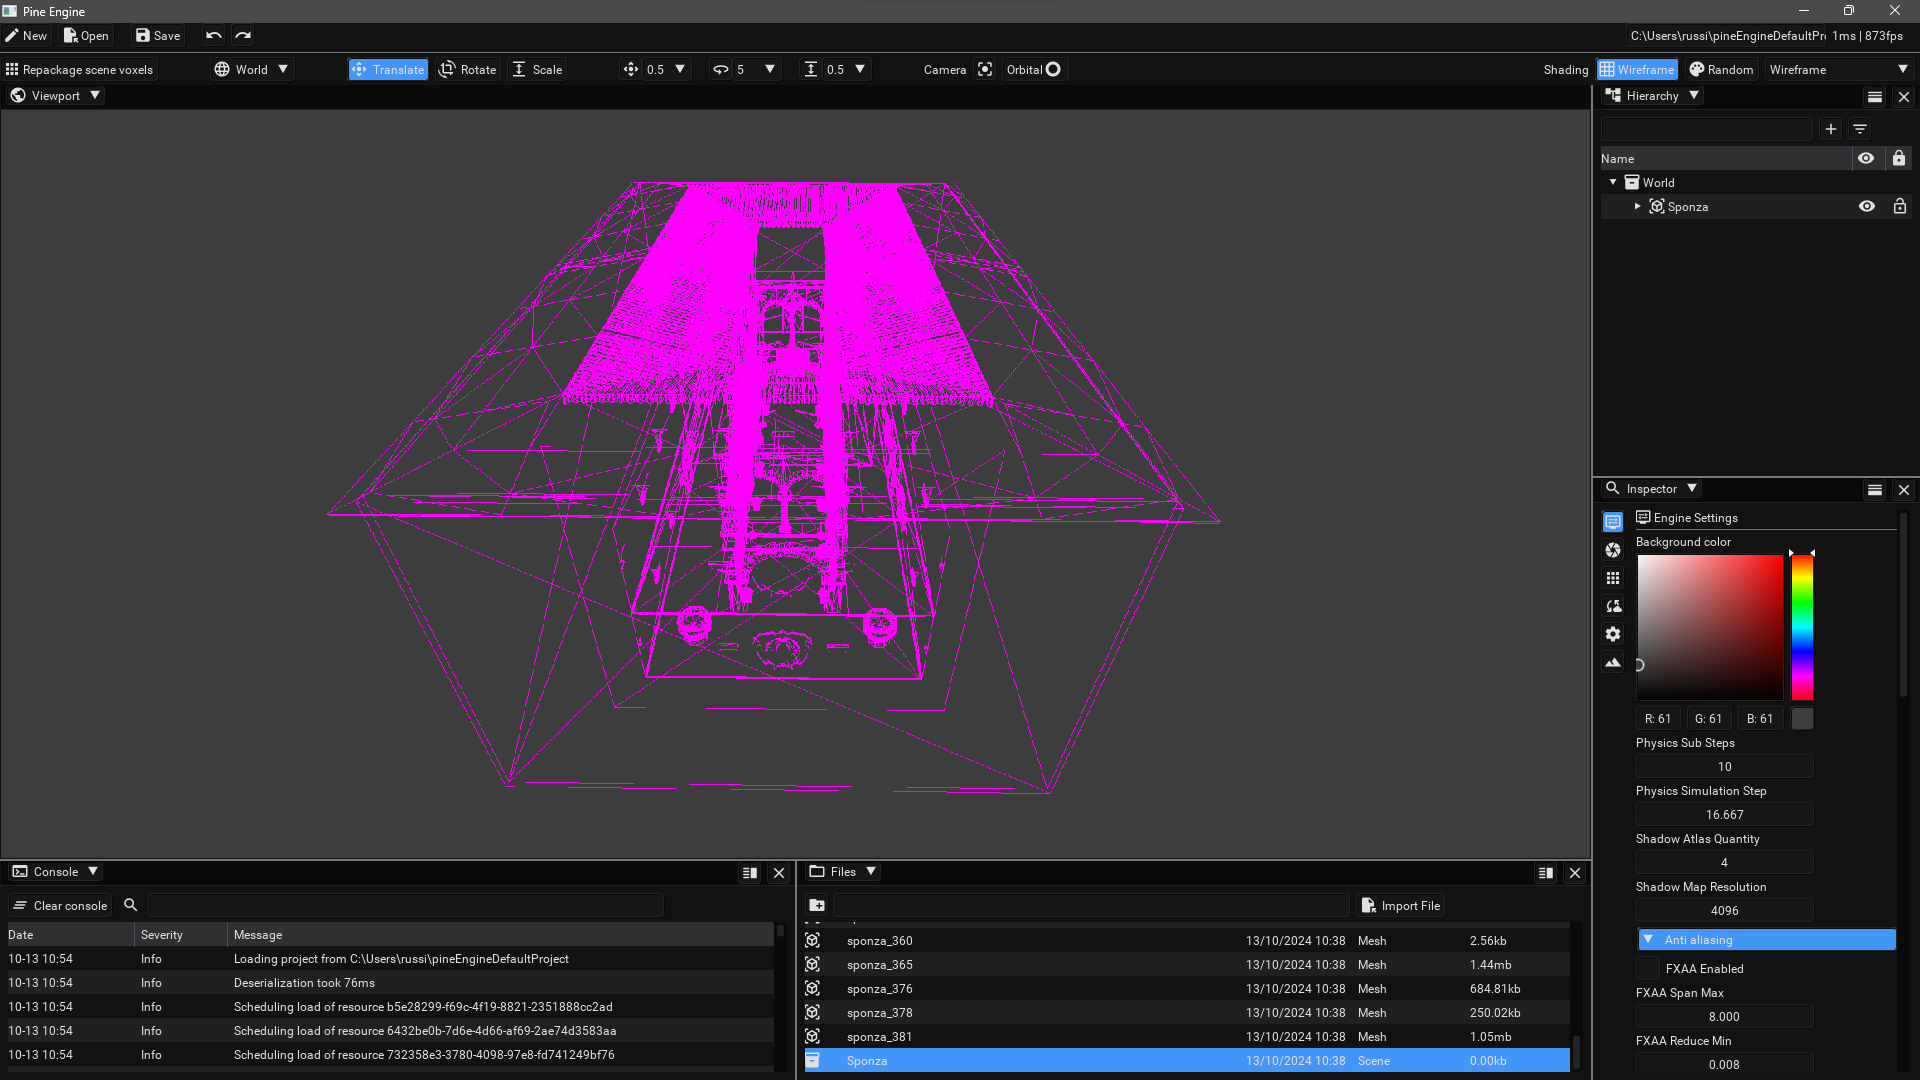 Pine Engine
New Open Save C:\Users\russi\pineEngineDefaultPr 1ms | 873fps
Repackage scene voxels World Translate Rotate Scale 0.5 5 0.5 Camera Orbital Shading Wireframe Random Wireframe
Viewport
Hierarchy
Name
World
Sponza
Inspector
Engine Settings
Background color
R: 61 G: 61 B: 61
Physics Sub Steps
10
Physics Simulation Step
16.667
Shadow Atlas Quantity
4
Shadow Map Resolution
4096
Anti aliasing
FXAA Enabled
FXAA Span Max
8.000
FXAA Reduce Min
0.008
Console
Clear console
Date Severity Message
10-13 10:54 Info Loading project from C:\Users\russi\pineEngineDefaultProject
10-13 10:54 Info Deserialization took 76ms
10-13 10:54 Info Scheduling load of resource b5e28299-f69c-4f19-8821-2351888cc2ad
10-13 10:54 Info Scheduling load of resource 6432be0b-7d6e-4d66-af69-2ae74d3583aa
10-13 10:54 Info Scheduling load of resource 732358e3-3780-4098-97e8-fd741249bf76
Files
Import File
sponza_360 13/10/2024 10:38 Mesh 2.56kb
sponza_365 13/10/2024 10:38 Mesh 1.44mb
sponza_376 13/10/2024 10:38 Mesh 684.81kb
sponza_378 13/10/2024 10:38 Mesh 250.02kb
sponza_381 13/10/2024 10:38 Mesh 1.05mb
Sponza 13/10/2024 10:38 Scene 0.00kb